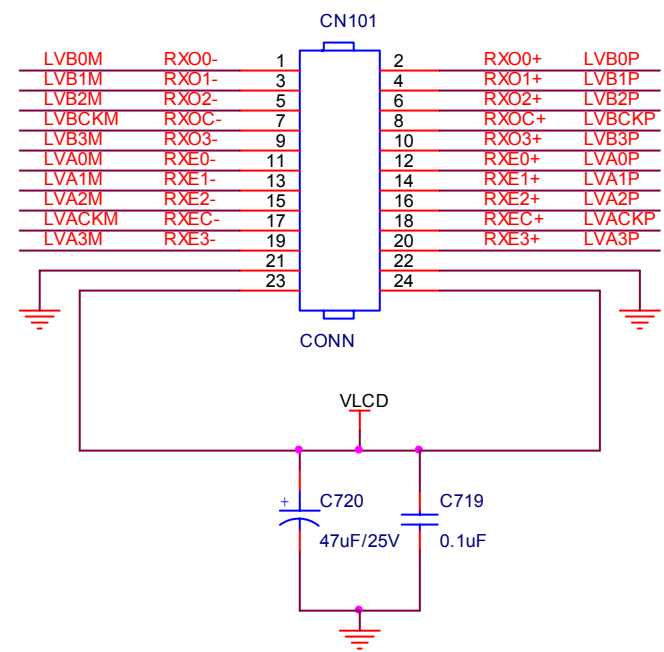 CN101
LVB0M RXO0- 1 2 RXO0+ LVB0P
LVB1M RXO1- 3 4 RXO1+ LVB1P
LVB2M RXO2- 5 6 RXO2+ LVB2P
LVBCKM RXOC- 7 8 RXOC+ LVBCKP
LVB3M RXO3- 9 10 RXO3+ LVB3P
LVA0M RXE0- 11 12 RXE0+ LVA0P
LVA1M RXE1- 13 14 RXE1+ LVA1P
LVA2M RXE2- 15 16 RXE2+ LVA2P
LVACKM RXEC- 17 18 RXEC+ LVACKP
LVA3M RXE3- 19 20 RXE3+ LVA3P
21 22
23 24
CONN
VLCD
+ C720 C719
47uF/25V 0.1uF